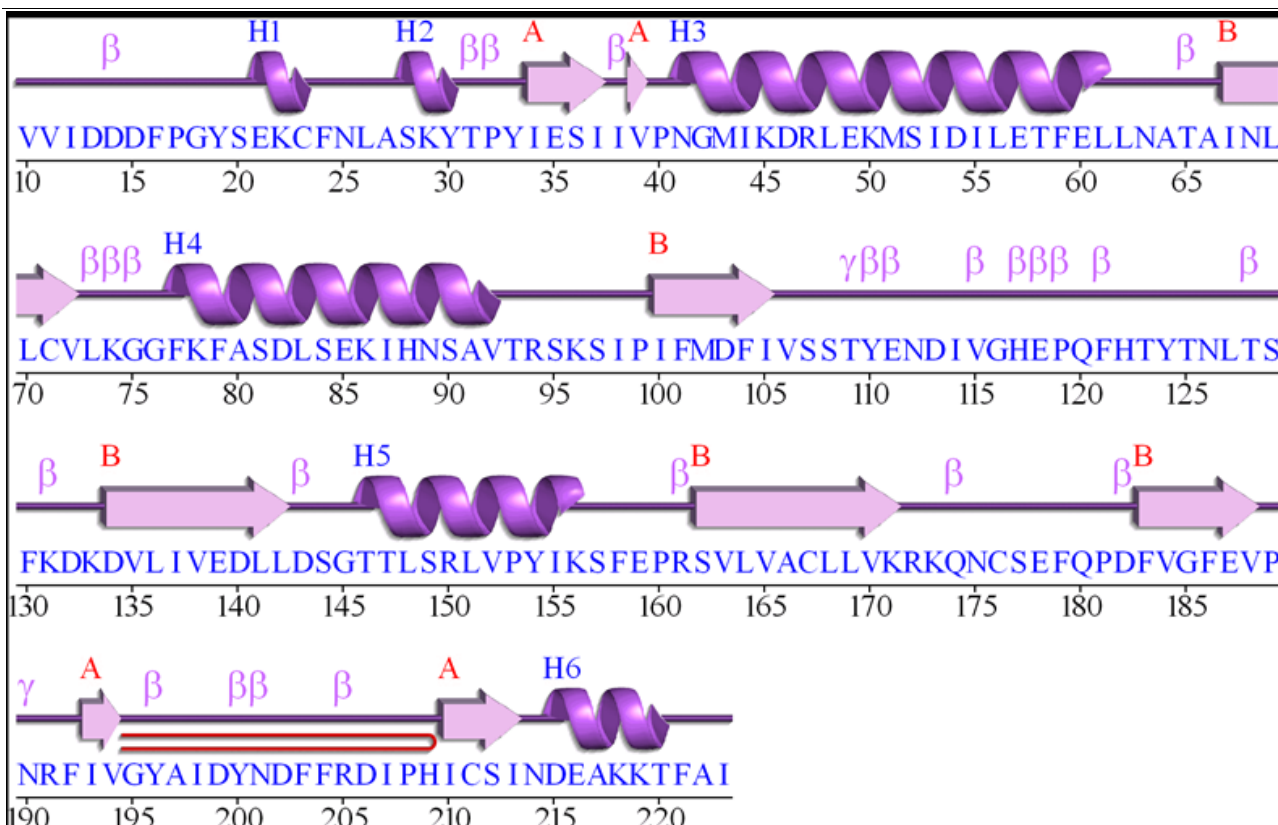 H1 H2 A A H3 B
β ββ β β
VVIDDDFPGYSEKCFNLASKYTPYIESIIVPNGMIKDRLEKMSIDILETFELLNATAINL
10 15 20 25 30 35 40 45 50 55 60 65
H4 B
βββ γββ β βββ β β
LCVLKGGFKFASDLSEKIHNSAVTRSKSIPIFMDFIVSSTYENDIVGHEPQFHTYTNLTS
70 75 80 85 90 95 100 105 110 115 120 125
B H5 B B
β β β β β
FKDKDVLIVEDLLDSGTTLSRLVPYIKSFEPRSVLVACLLVKRKQNCSEFQPDFVGFEVP
130 135 140 145 150 155 160 165 170 175 180 185
A A H6
γ β ββ β
NRFIVGYAIDYNDFFRDIPHICSINDEAKKTFAI
190 195 200 205 210 215 220